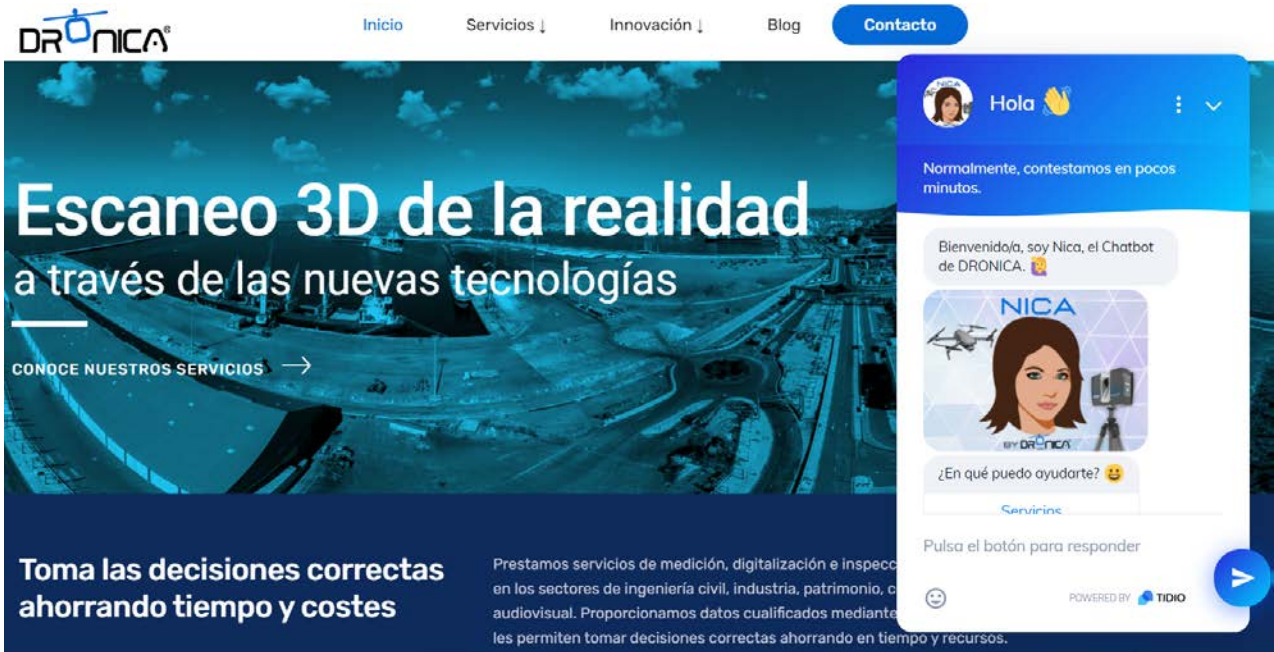 DRONICA®
Inicio
Servicios ↓
Innovación ↓
Blog
Contacto
Escaneo 3D de la realidad
a través de las nuevas tecnologías
CONOCE NUESTROS SERVICIOS →
Toma las decisiones correctas
ahorrando tiempo y costes
Prestamos servicios de medición, digitalización e inspecc
en los sectores de ingeniería civil, industria, patrimonio, c
audiovisual. Proporcionamos datos cualificados mediante
les permiten tomar decisiones correctas ahorrando en tiempo y recursos.
NICA
Hola 👋
Normalmente, contestamos en pocos
minutos.
Bienvenido/a, soy Nica, el Chatbot
de DRONICA. 🙋‍♀️
NICA
BY DRONICA
¿En qué puedo ayudarte? 😀
Servicios
Pulsa el botón para responder
POWERED BY TIDIO